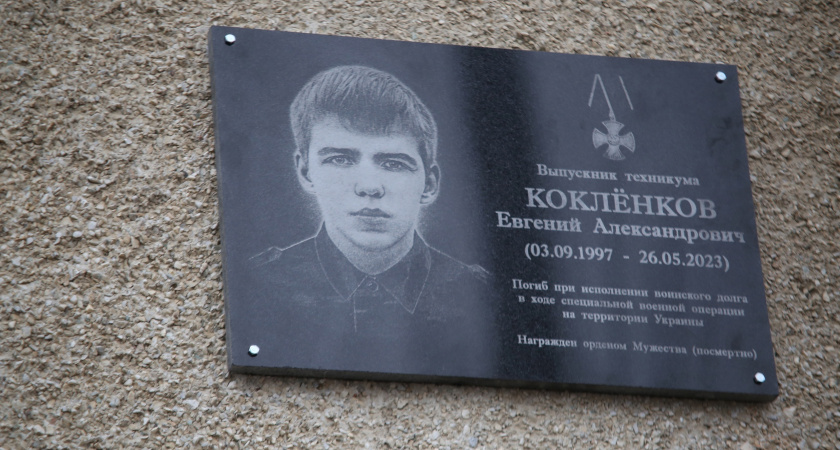 Выпускник техникума
КОКЛЁНКОВ
Евгений Александрович
(03.09.1997 - 26.05.2023)
Погиб при исполнении воинского долга
в ходе специальной военной операции
на территории Украины
Награжден орденом Мужества (посмертно)